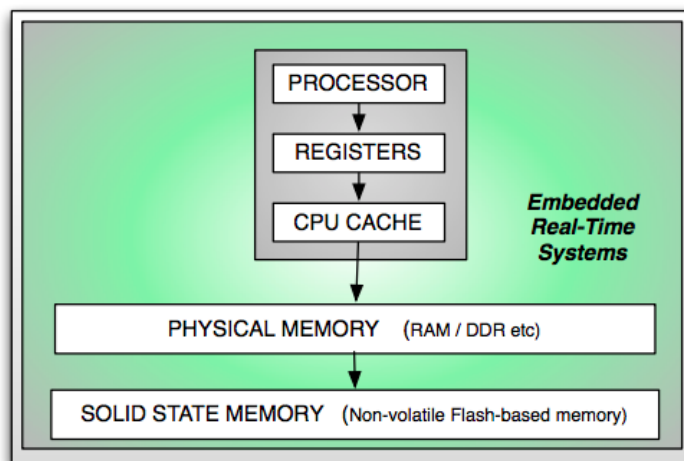 PROCESSOR
REGISTERS
CPU CACHE
Embedded
Real-Time
Systems
PHYSICAL MEMORY (RAM / DDR etc)
SOLID STATE MEMORY (Non-volatile Flash-based memory)